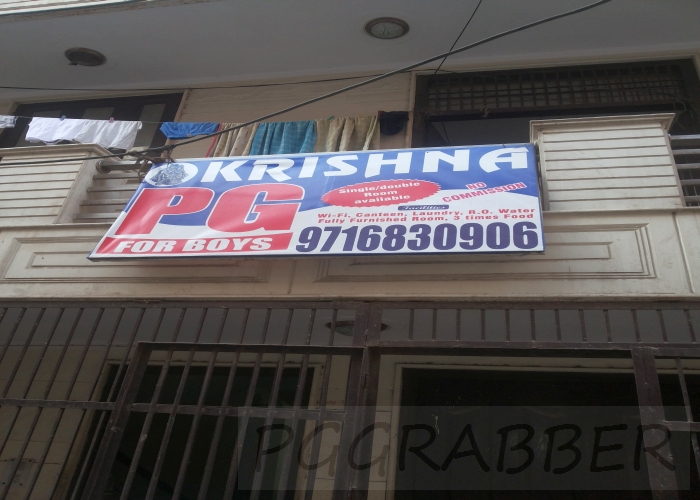 KRISHNA
PG
FOR BOYS
Single/double
Room
available
NO
COMMISSION
Facilities
Wi-Fi, Canteen, Laundry, R.O. Water
Fully Furnished Room, 3 times Food
9716830906
PGGRABBER